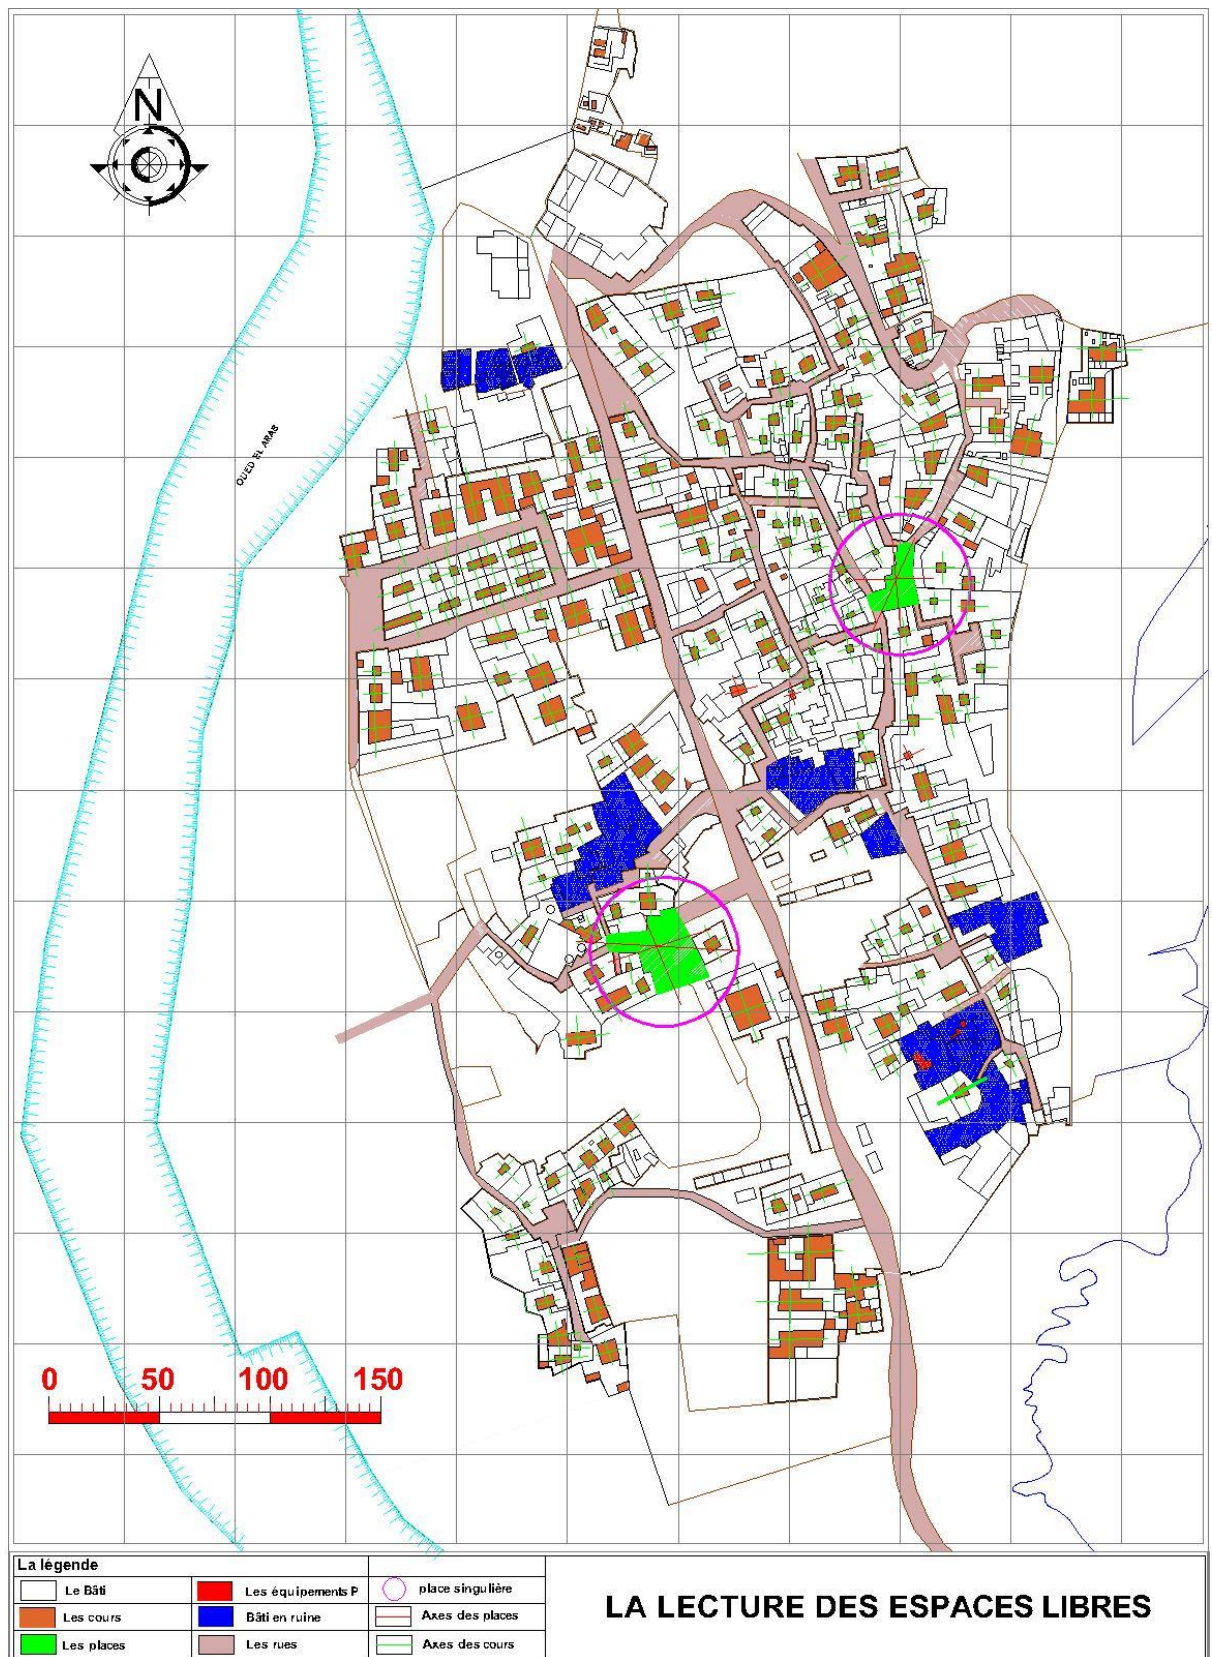 N
OUED EL ARAB
0 50 100 150
La légende
Le Bâti
Les équipements P
place singulière
Les cours
Bâti en ruine
Axes des places
Les places
Les rues
Axes des cours
LA LECTURE DES ESPACES LIBRES